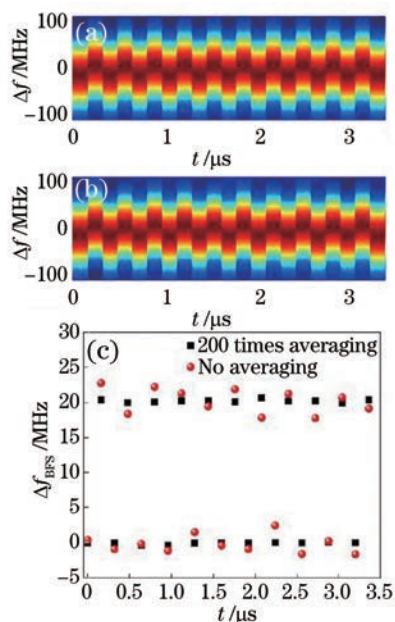 (a)
Δf /MHz
100
0
−100
1
2
3
t /μs
(b)
Δf /MHz
100
0
−100
1
2
3
t /μs
(c)
■ 200 times averaging
● No averaging
Δf_BFS /MHz
30
25
20
15
10
5
0
−5
0
0.5
1.0
1.5
2.0
2.5
3.0
3.5
t /μs